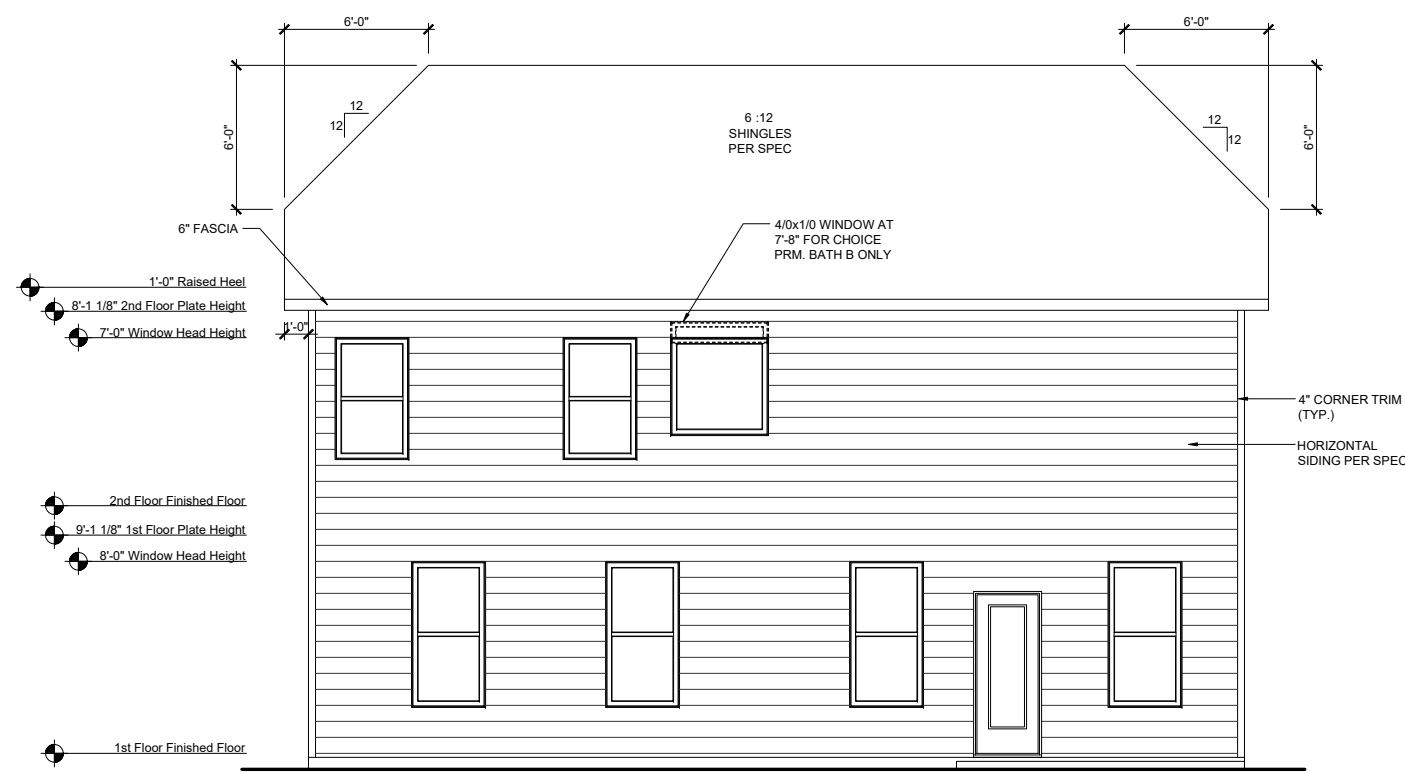 6'-0"
6'-0"
12
12
6'-0"
6 :12
SHINGLES
PER SPEC
12
12
6'-0"
6" FASCIA
4/0x1/0 WINDOW AT
7'-8" FOR CHOICE
PRM. BATH B ONLY
1'-0" Raised Heel
8'-1 1/8" 2nd Floor Plate Height
7'-0" Window Head Height
1'-0"
4" CORNER TRIM
(TYP.)
HORIZONTAL
SIDING PER SPEC
2nd Floor Finished Floor
9'-1 1/8" 1st Floor Plate Height
8'-0" Window Head Height
1st Floor Finished Floor